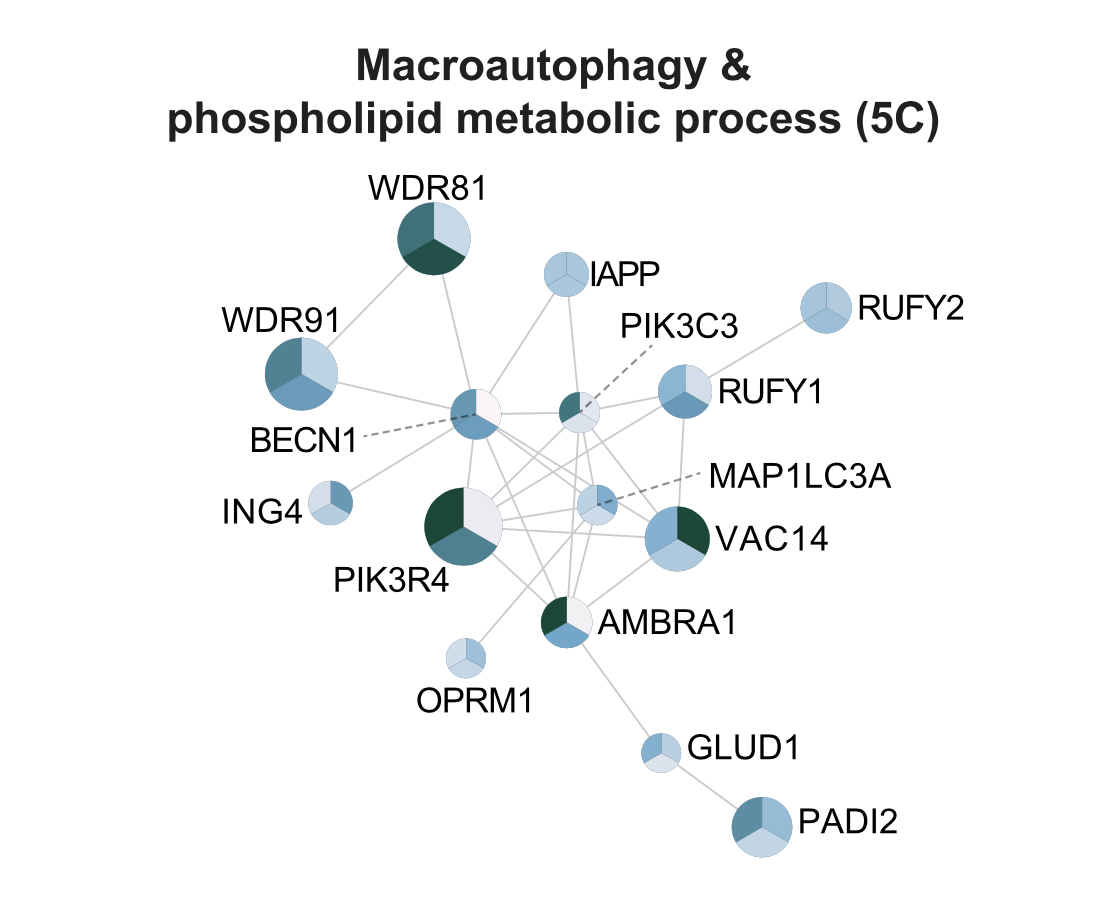 Macroautophagy &
phospholipid metabolic process (5C)
WDR81
IAPP
RUFY2
WDR91
PIK3C3
RUFY1
BECN1
MAP1LC3A
ING4
VAC14
PIK3R4
AMBRA1
OPRM1
GLUD1
PADI2